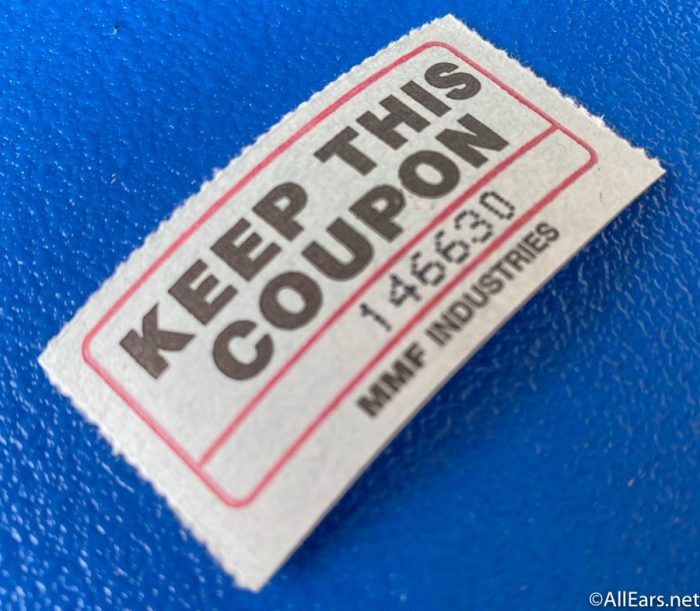 KEEP THIS
COUPON
146630
MMF INDUSTRIES
©AllEars.net